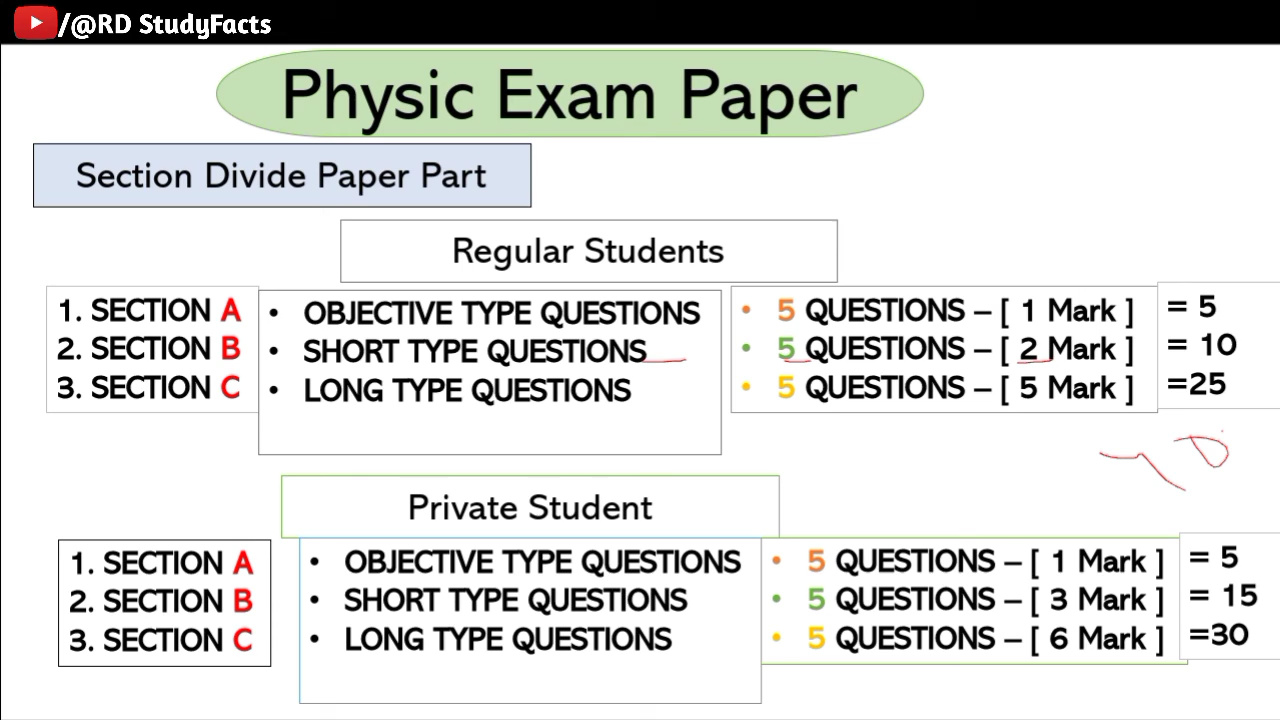 /@RD StudyFacts
Physic Exam Paper
Section Divide Paper Part
Regular Students
1. SECTION A • OBJECTIVE TYPE QUESTIONS • 5 QUESTIONS – [ 1 Mark ] = 5
2. SECTION B • SHORT TYPE QUESTIONS • 5 QUESTIONS – [ 2 Mark ] = 10
3. SECTION C • LONG TYPE QUESTIONS • 5 QUESTIONS – [ 5 Mark ] =25
Private Student
1. SECTION A • OBJECTIVE TYPE QUESTIONS • 5 QUESTIONS – [ 1 Mark ] = 5
2. SECTION B • SHORT TYPE QUESTIONS • 5 QUESTIONS – [ 3 Mark ] = 15
3. SECTION C • LONG TYPE QUESTIONS • 5 QUESTIONS – [ 6 Mark ] =30